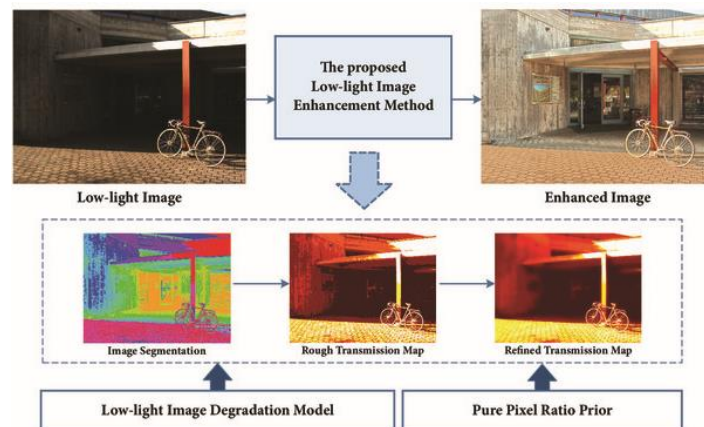 The proposed
Low-light Image
Enhancement Method
Low-light Image
Enhanced Image
Image Segmentation
Rough Transmission Map
Refined Transmission Map
Low-light Image Degradation Model
Pure Pixel Ratio Prior